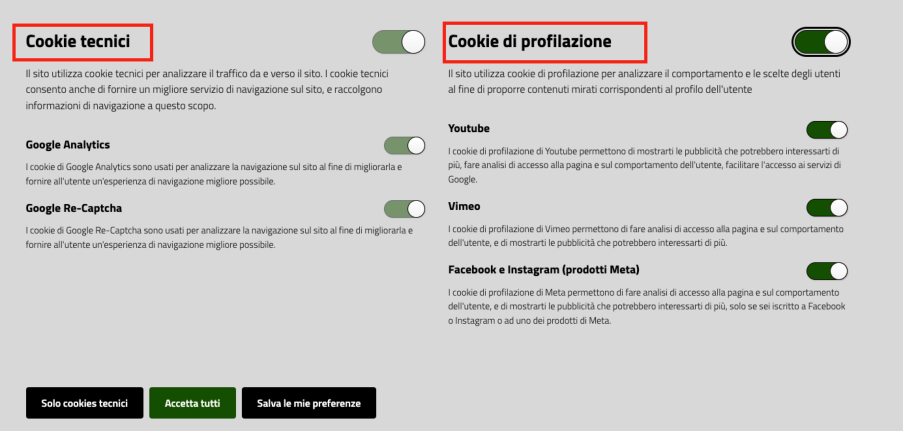 Cookie tecnici
Il sito utilizza cookie tecnici per analizzare il traffico da e verso il sito. I cookie tecnici
consento anche di fornire un migliore servizio di navigazione sul sito, e raccolgono
informazioni di navigazione a questo scopo.
Google Analytics
I cookie di Google Analytics sono usati per analizzare la navigazione sul sito al fine di migliorarla e
fornire all'utente un'esperienza di navigazione migliore possibile.
Google Re-Captcha
I cookie di Google Re-Captcha sono usati per analizzare la navigazione sul sito al fine di migliorarla e
fornire all'utente un'esperienza di navigazione migliore possibile.
Cookie di profilazione
Il sito utilizza cookie di profilazione per analizzare il comportamento e le scelte degli utenti
al fine di proporre contenuti mirati corrispondenti al profilo dell'utente
Youtube
I cookie di profilazione di Youtube permettono di mostrarti le pubblicità che potrebbero interessarti di
più, fare analisi di accesso alla pagina e sul comportamento dell'utente, facilitare l'accesso ai servizi di
Google.
Vimeo
I cookie di profilazione di Vimeo permettono di fare analisi di accesso alla pagina e sul comportamento
dell'utente, e di mostrarti le pubblicità che potrebbero interessarti di più.
Facebook e Instagram (prodotti Meta)
I cookie di profilazione di Meta permettono di fare analisi di accesso alla pagina e sul comportamento
dell'utente, e di mostrarti le pubblicità che potrebbero interessarti di più, solo se sei iscritto a Facebook
o Instagram o ad uno dei prodotti di Meta.
Solo cookies tecnici
Accetta tutti
Salva le mie preferenze